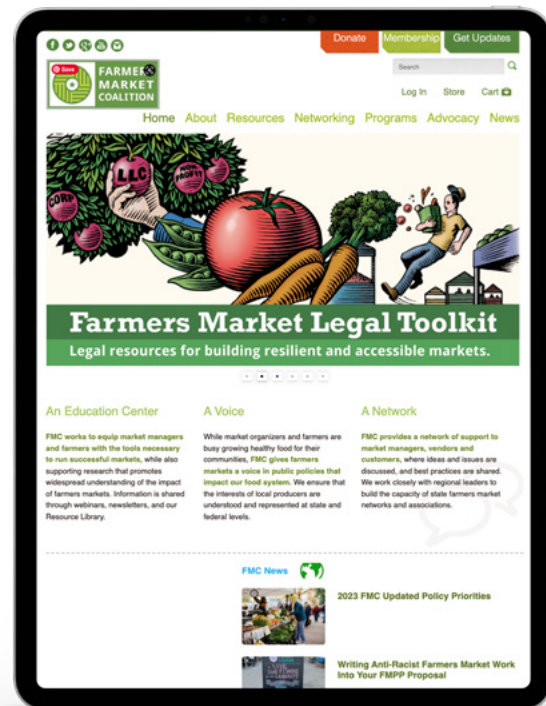 Donate Membership Get Updates
Save
FARMERS
MARKET
COALITION
Search
Log In Store Cart
Home About Resources Networking Programs Advocacy News
CORP
LLC
NON
PROFIT
Farmers Market Legal Toolkit
Legal resources for building resilient and accessible markets.
An Education Center
FMC works to equip market managers
and farmers with the tools necessary
to run successful markets, while also
supporting research that promotes
widespread understanding of the impact
of farmers markets. Information is shared
through webinars, newsletters, and our
Resource Library.
A Voice
While market organizers and farmers are
busy growing healthy food for their
communities, FMC gives farmers
markets a voice in public policies that
impact our food system. We ensure that
the interests of local producers are
understood and represented at state and
federal levels.
A Network
FMC provides a network of support to
market managers, vendors and
customers, where ideas and issues are
discussed, and best practices are shared.
We work closely with regional leaders to
build the capacity of state farmers market
networks and associations.
FMC News
2023 FMC Updated Policy Priorities
Writing Anti-Racist Farmers Market Work
Into Your FMPP Proposal